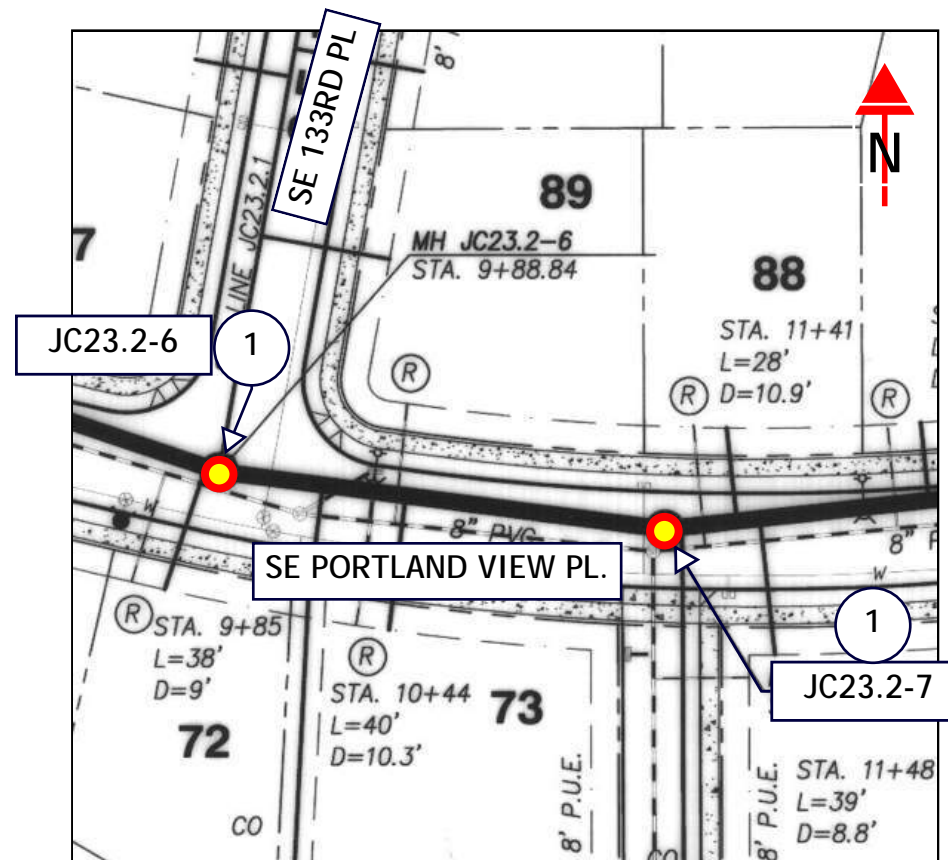 SE 133RD PL
8'
N
LINE JC23.2.1
89
MH JC23.2-6
STA. 9+88.84
7
88
STA. 11+41
L=28'
D=10.9'
JC23.2-6
1
R
R
R
W
8" PVC
8"
SE PORTLAND VIEW PL.
W
R
STA. 9+85
L=38'
D=9'
R
STA. 10+44
L=40'
D=10.3'
1
JC23.2-7
72
73
CO
8' P.U.E.
8' P.U.E.
STA. 11+48
L=39'
D=8.8'
CO